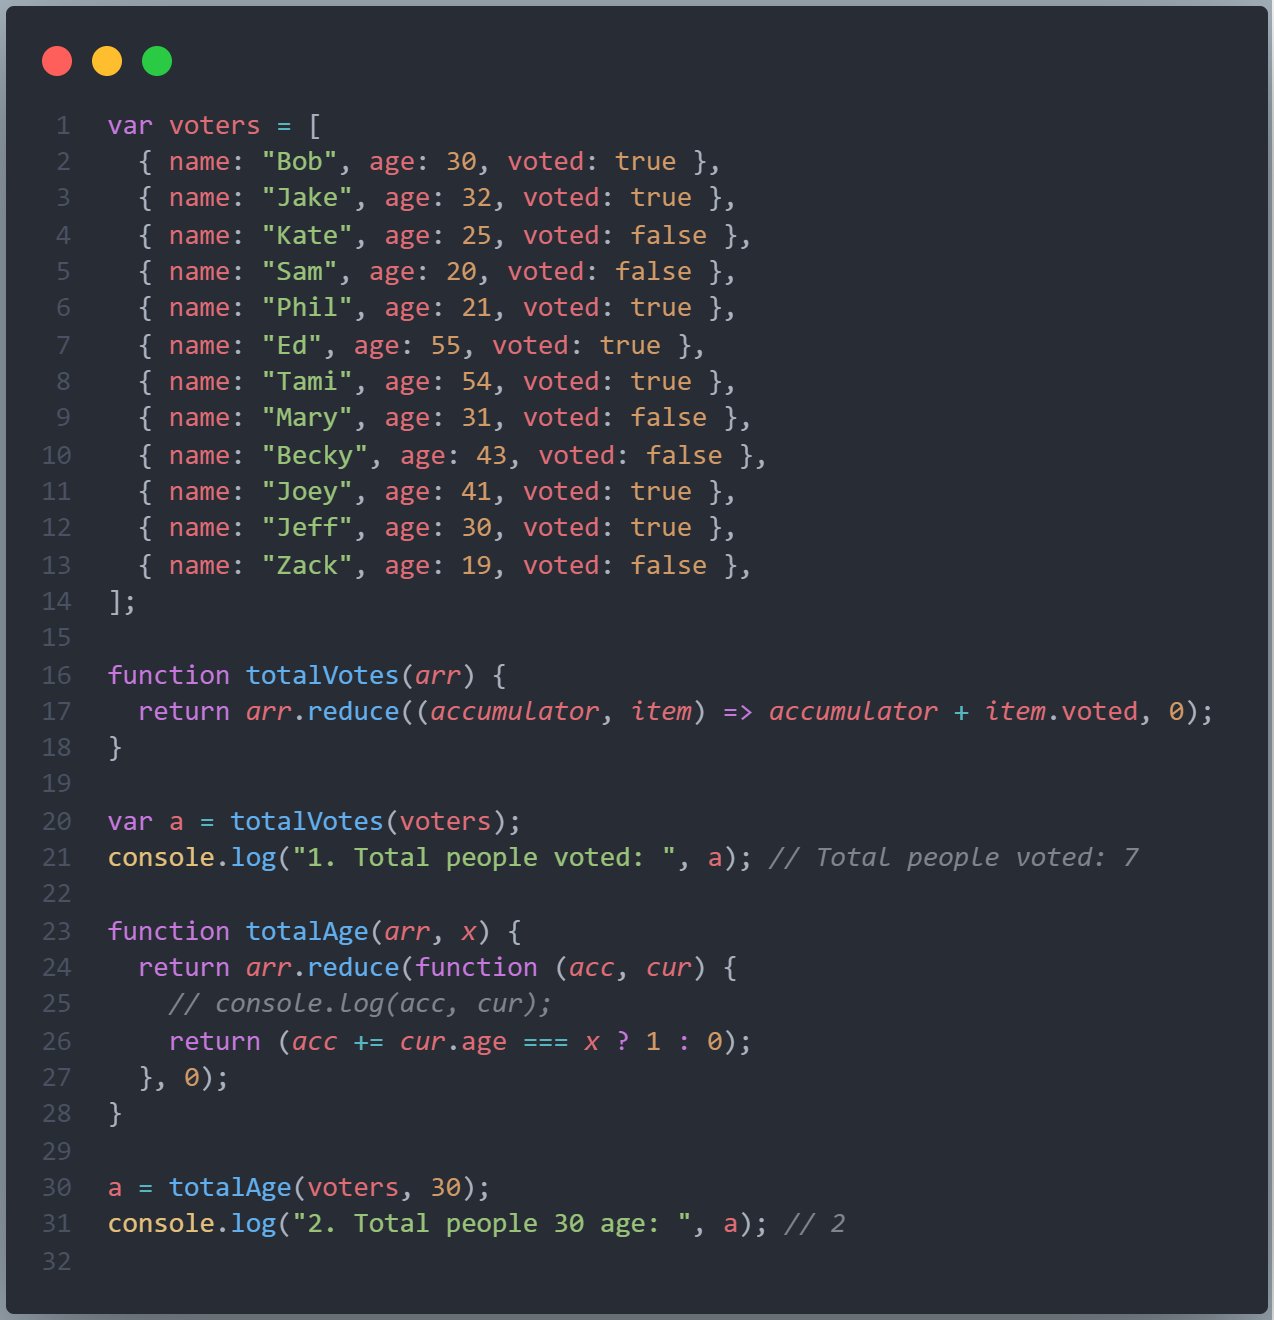 1 var voters = [
2   { name: "Bob", age: 30, voted: true },
3   { name: "Jake", age: 32, voted: true },
4   { name: "Kate", age: 25, voted: false },
5   { name: "Sam", age: 20, voted: false },
6   { name: "Phil", age: 21, voted: true },
7   { name: "Ed", age: 55, voted: true },
8   { name: "Tami", age: 54, voted: true },
9   { name: "Mary", age: 31, voted: false },
10   { name: "Becky", age: 43, voted: false },
11   { name: "Joey", age: 41, voted: true },
12   { name: "Jeff", age: 30, voted: true },
13   { name: "Zack", age: 19, voted: false },
14 ];
15
16 function totalVotes(arr) {
17   return arr.reduce((accumulator, item) => accumulator + item.voted, 0);
18 }
19
20 var a = totalVotes(voters);
21 console.log("1. Total people voted: ", a); // Total people voted: 7
22
23 function totalAge(arr, x) {
24   return arr.reduce(function (acc, cur) {
25     // console.log(acc, cur);
26     return (acc += cur.age === x ? 1 : 0);
27   }, 0);
28 }
29
30 a = totalAge(voters, 30);
31 console.log("2. Total people 30 age: ", a); // 2
32